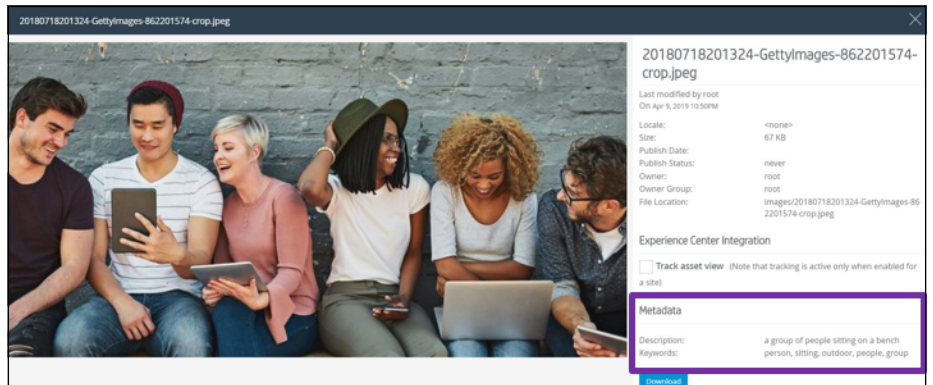 20180718201324-GettyImages-862201574-crop.jpeg
20180718201324-GettyImages-862201574-
crop.jpeg
Last modified by root
On Apr 9, 2019 10:50PM
Locale: <none>
Size: 67 KB
Publish Date:
Publish Status: never
Owner: root
Owner Group: root
File Location: images/20180718201324-GettyImages-86
2201574-crop.jpeg
Experience Center Integration
Track asset view (Note that tracking is active only when enabled for
a site)
Metadata
Description: a group of people sitting on a bench
Keywords: person, sitting, outdoor, people, group
Download